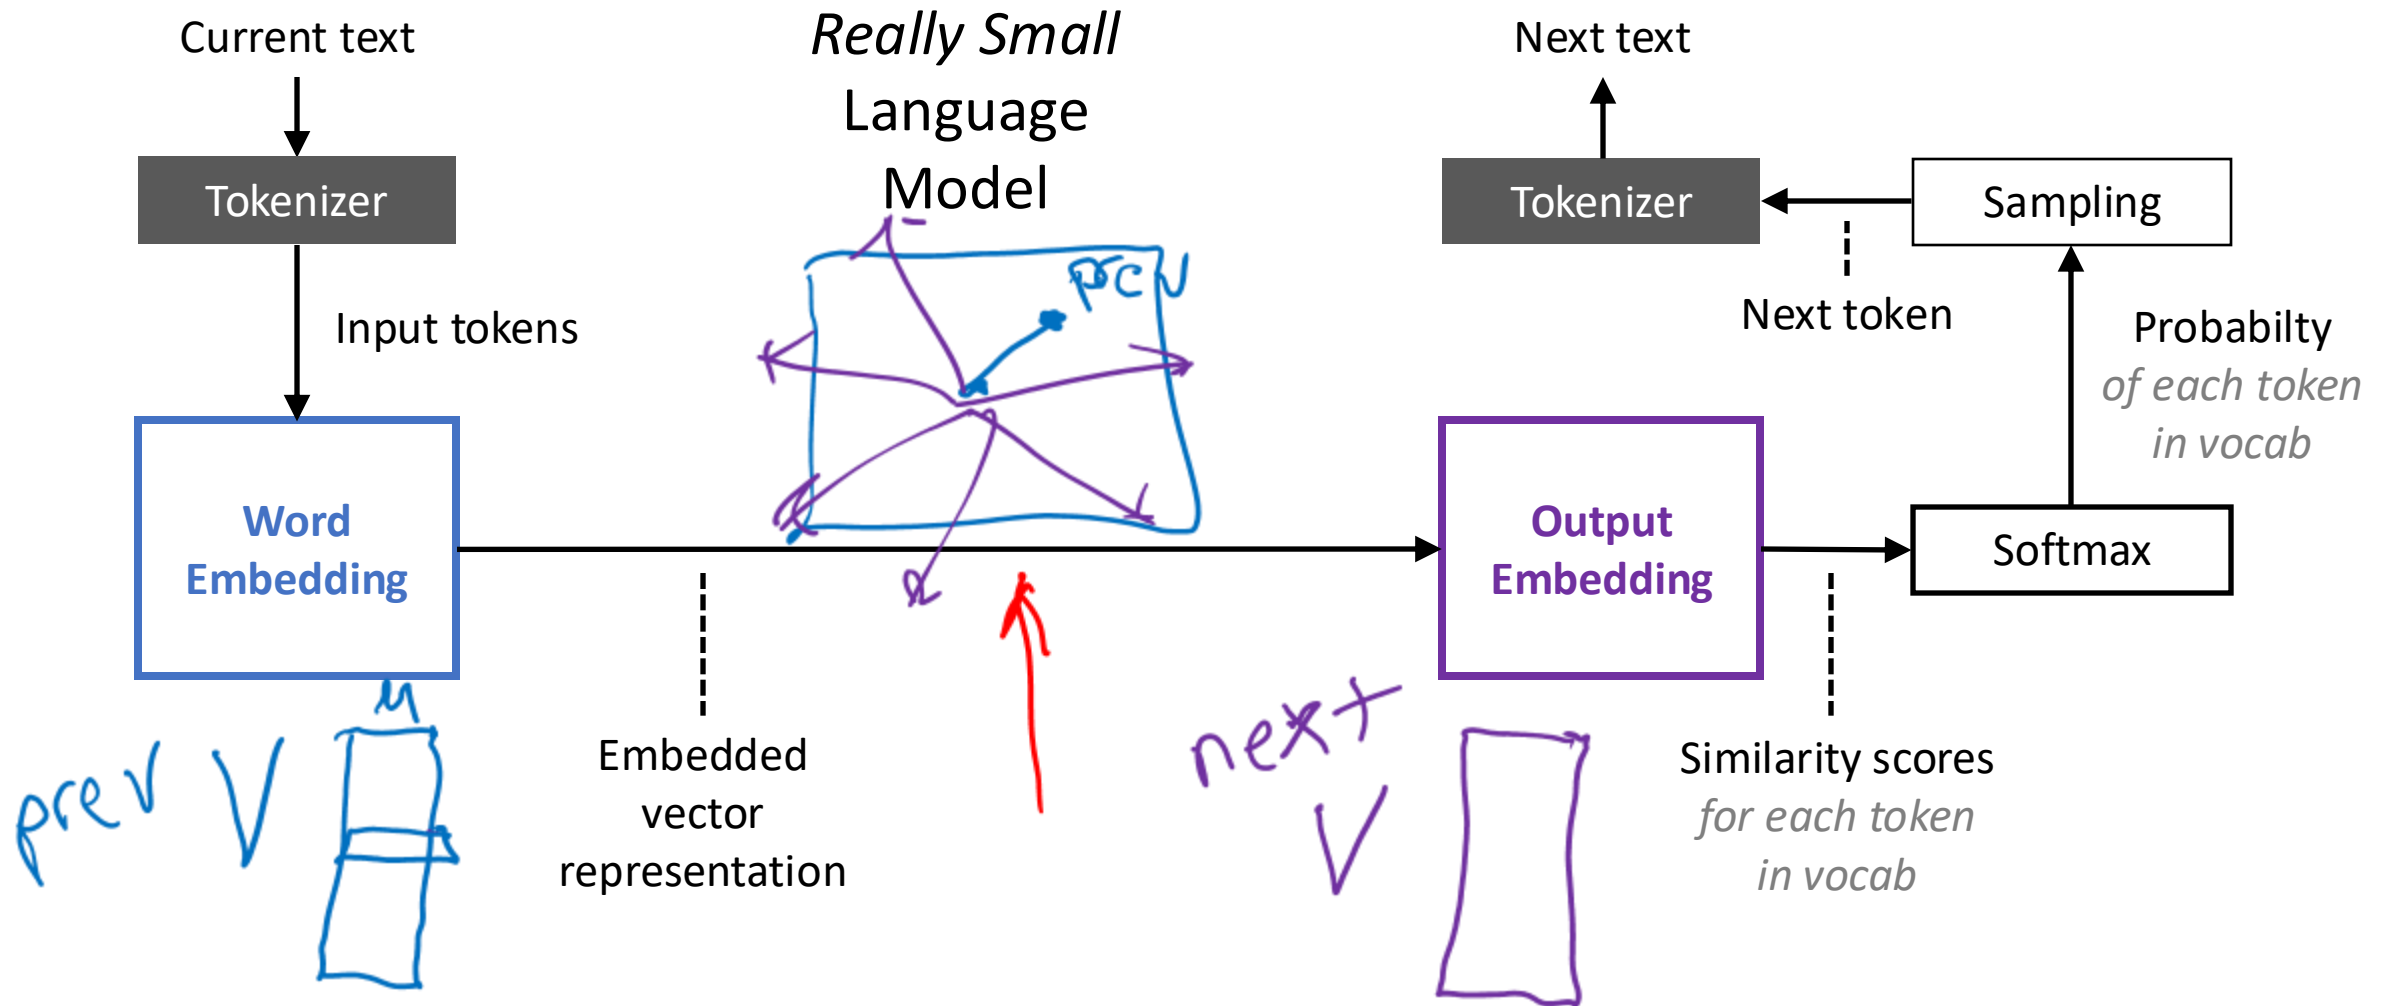 Current text
Tokenizer
Input tokens
Word
Embedding
prev
V
Embedded
vector
representation
Really Small
Language
Model
prev
next
V
Output
Embedding
Similarity scores
for each token
in vocab
Softmax
Probabilty
of each token
in vocab
Sampling
Next token
Tokenizer
Next text